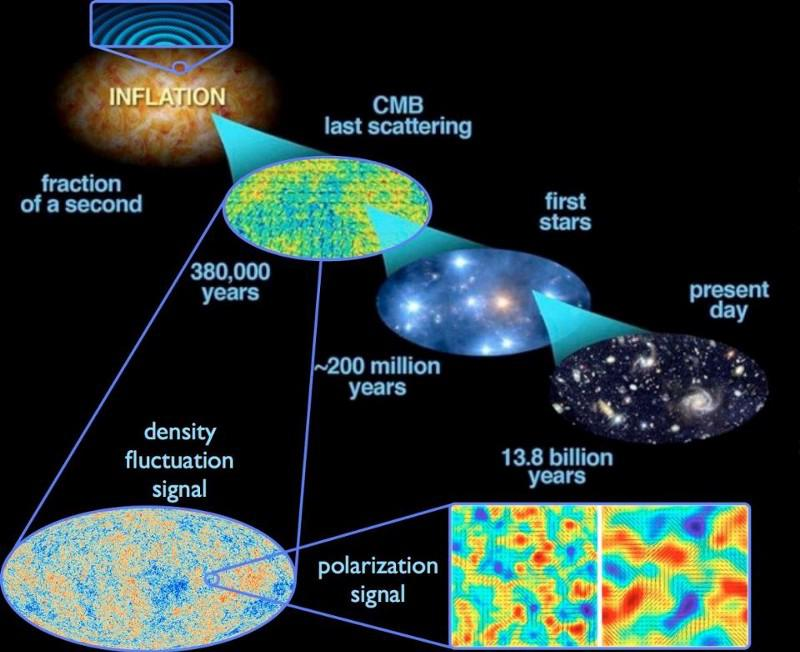 INFLATION
CMB
last scattering
fraction
of a second
first
stars
380,000
years
present
day
~200 million
years
density
fluctuation
signal
13.8 billion
years
polarization
signal